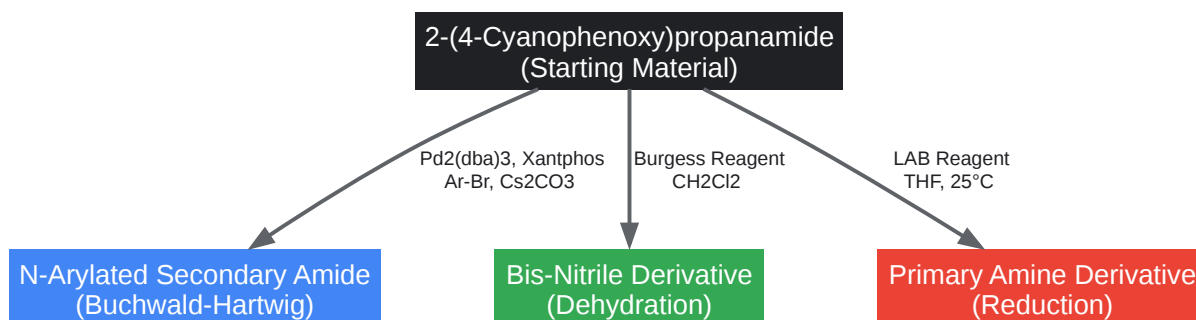 2-(4-Cyanophenoxy)propanamide
(Starting Material)
Pd2(dba)3, Xantphos
Ar-Br, Cs2CO3
Burgess Reagent
CH2Cl2
LAB Reagent
THF, 25°C
N-Arylated Secondary Amide
(Buchwald-Hartwig)
Bis-Nitrile Derivative
(Dehydration)
Primary Amine Derivative
(Reduction)